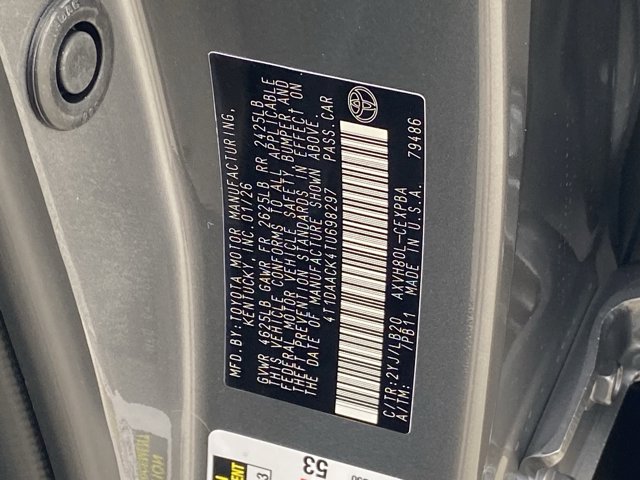 MFD.BY:TOYOTA MOTOR MANUFACTURING,
KENTUCKY, INC. 01/26
GVWR 4625LB GAWR FR 2625LB RR 2425LB
THIS VEHICLE CONFORMS TO ALL APPLICABLE
FEDERAL MOTOR VEHICLE SAFETY, BUMPER, AND
THEFT PREVENTION STANDARDS IN EFFECT ON
THE DATE OF MANUFACTURE SHOWN ABOVE.
4T1DAACK4TU998297 PASS.CAR
C/TR:2YJ/LB20 AXVH80L-CEXPBA
A/TM: /PB11 MADE IN U.S.A. 79486
53